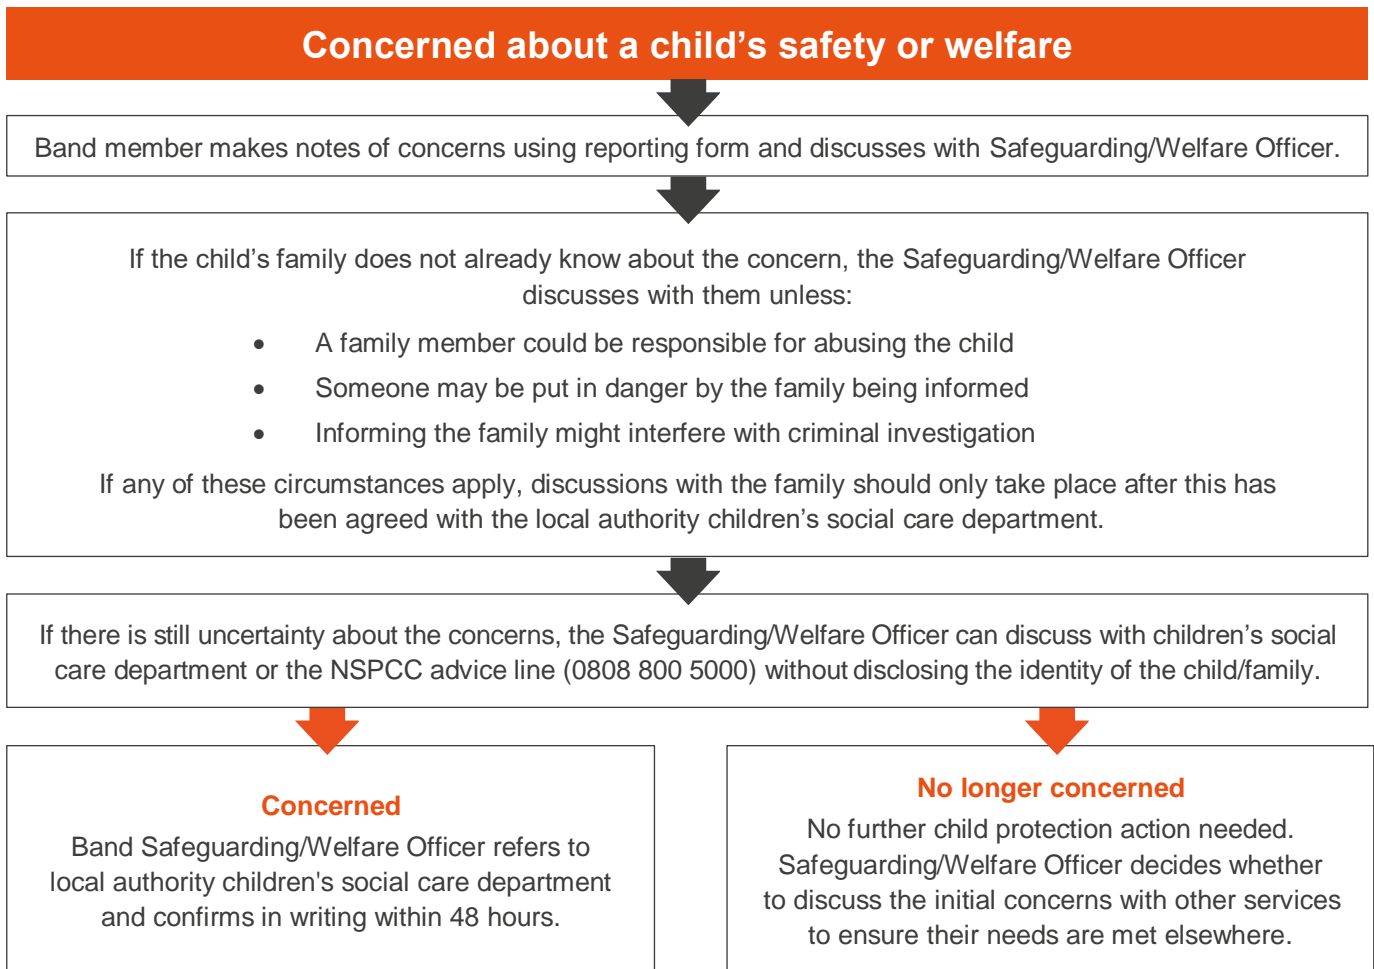 Concerned about a child’s safety or welfare
Band member makes notes of concerns using reporting form and discusses with Safeguarding/Welfare Officer.
If the child’s family does not already know about the concern, the Safeguarding/Welfare Officer
discusses with them unless:
• A family member could be responsible for abusing the child
• Someone may be put in danger by the family being informed
• Informing the family might interfere with criminal investigation
If any of these circumstances apply, discussions with the family should only take place after this has
been agreed with the local authority children’s social care department.
If there is still uncertainty about the concerns, the Safeguarding/Welfare Officer can discuss with children’s social
care department or the NSPCC advice line (0808 800 5000) without disclosing the identity of the child/family.
Concerned
Band Safeguarding/Welfare Officer refers to
local authority children's social care department
and confirms in writing within 48 hours.
No longer concerned
No further child protection action needed.
Safeguarding/Welfare Officer decides whether
to discuss the initial concerns with other services
to ensure their needs are met elsewhere.